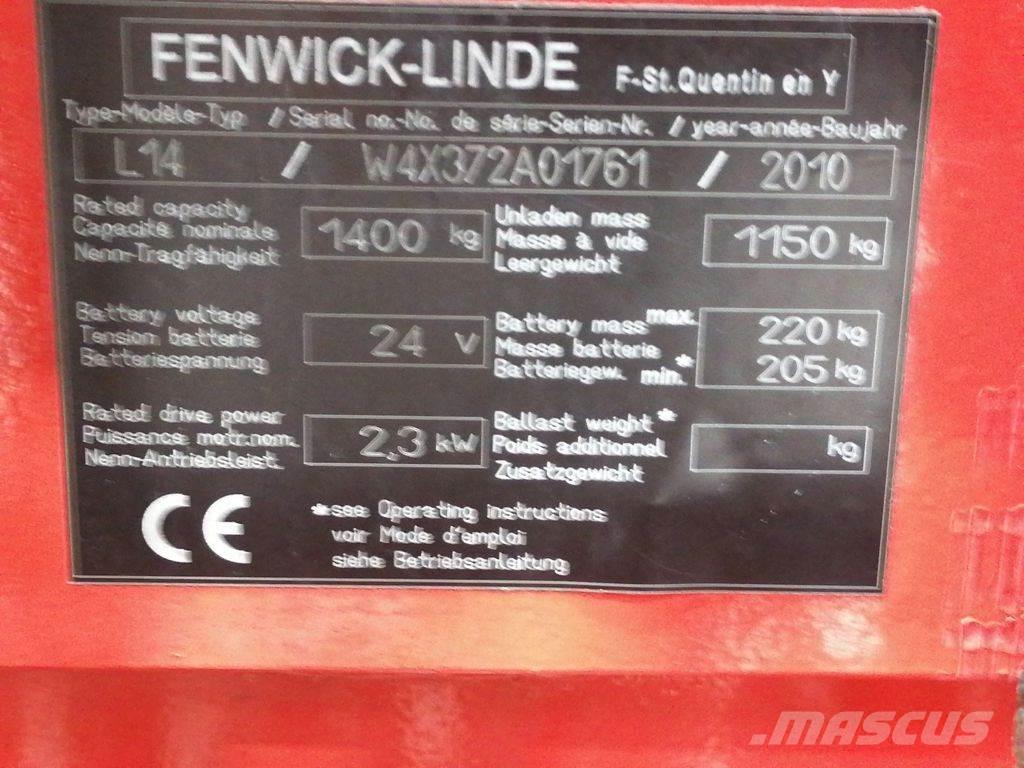 FENWICK-LINDE F-St.Quentin en Y
Type-Modèle-Typ / Serial no.-No. de série-Serien-Nr. / year-année-Baujahr
L14 / W4X372A01761 / 2010
Rated capacity
Capacité nominale
Nenn-Tragfähigkeit
1400 kg
Unladen mass
Masse à vide
Leergewicht
1150 kg
Battery voltage
Tension batterie
Batteriespannung
24 V
Battery mass max.
Masse batterie
Batteriegew. min.*
220 kg
205 kg
Rated drive power
Puissance motr.nom.
Nenn-Antriebsleist.
2,3 kW
Ballast weight*
Poids additionnel
Zusatzgewicht
kg
CE
*see Operating instructions
voir Mode d'emploi
siehe Betriebsanleitung
MASCUS